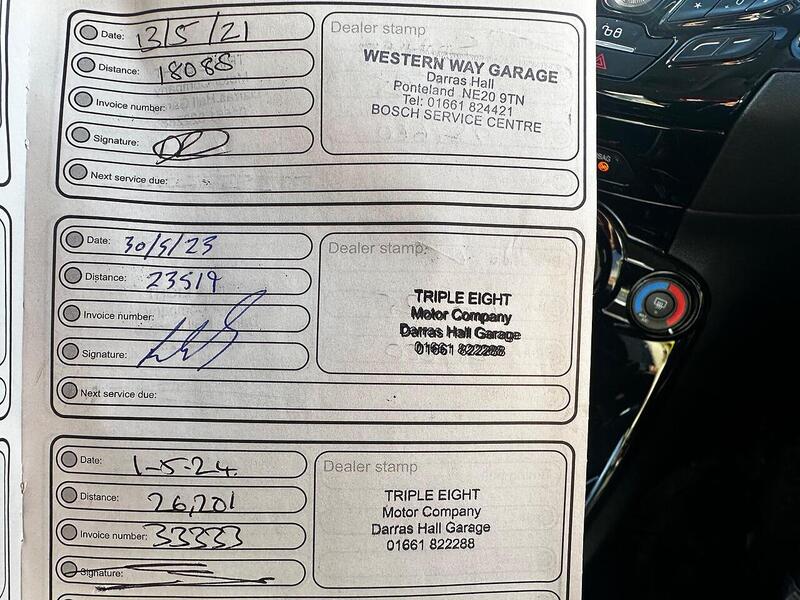 Date: 13/5/21
Distance: 18088
Invoice number:
Signature:
Next service due:
Dealer stamp
WESTERN WAY GARAGE
Darras Hall
Ponteland NE20 9TN
Tel: 01661 824421
BOSCH SERVICE CENTRE
Date: 30/5/23
Distance: 23519
Invoice number:
Signature:
Next service due:
Dealer stamp
TRIPLE EIGHT
Motor Company
Darras Hall Garage
01661 822288
Date: 1-5-24
Distance: 26,201
Invoice number: 33333
Signature:
Dealer stamp
TRIPLE EIGHT
Motor Company
Darras Hall Garage
01661 822288